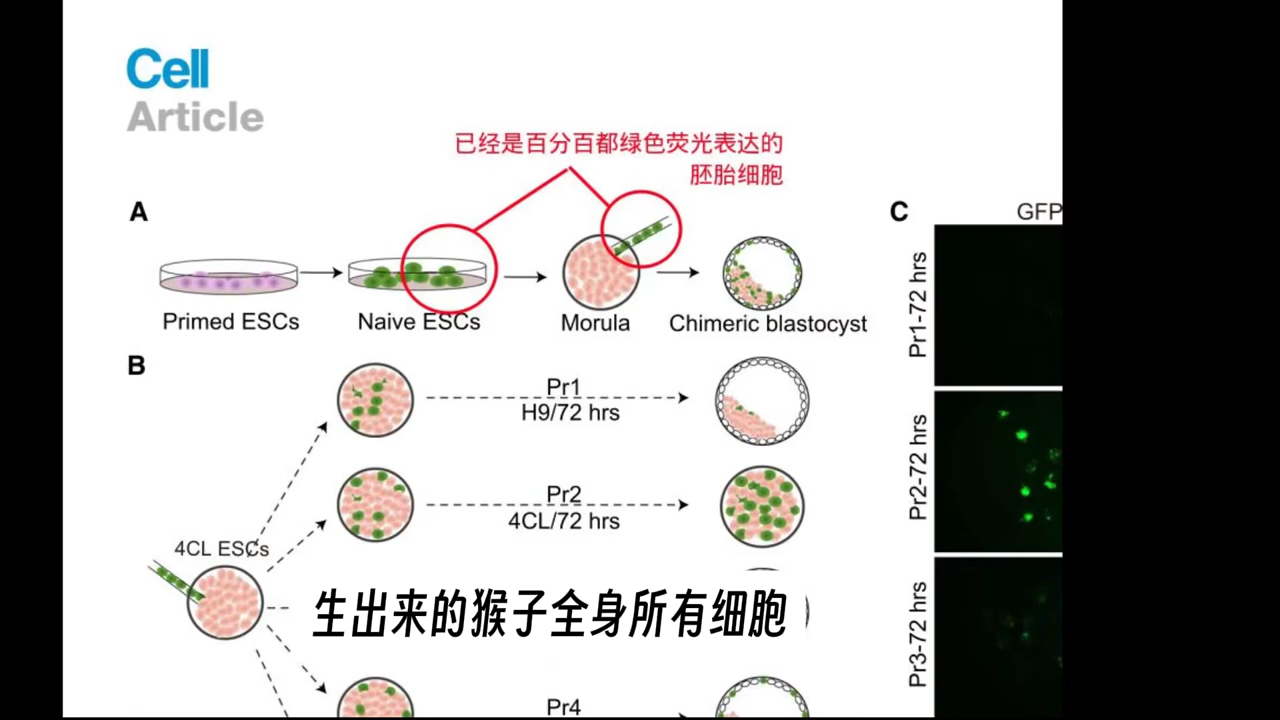 Cell
Article
已经是百分百都绿色荧光表达的
胚胎细胞
A
C
GFP
Primed ESCs
Naive ESCs
Morula
Chimeric blastocyst
Pr1-72 hrs
B
Pr1
H9/72 hrs
Pr2
4CL/72 hrs
Pr2-72 hrs
4CL ESCs
生出来的猴子全身所有细胞
Pr3-72 hrs
Pr4